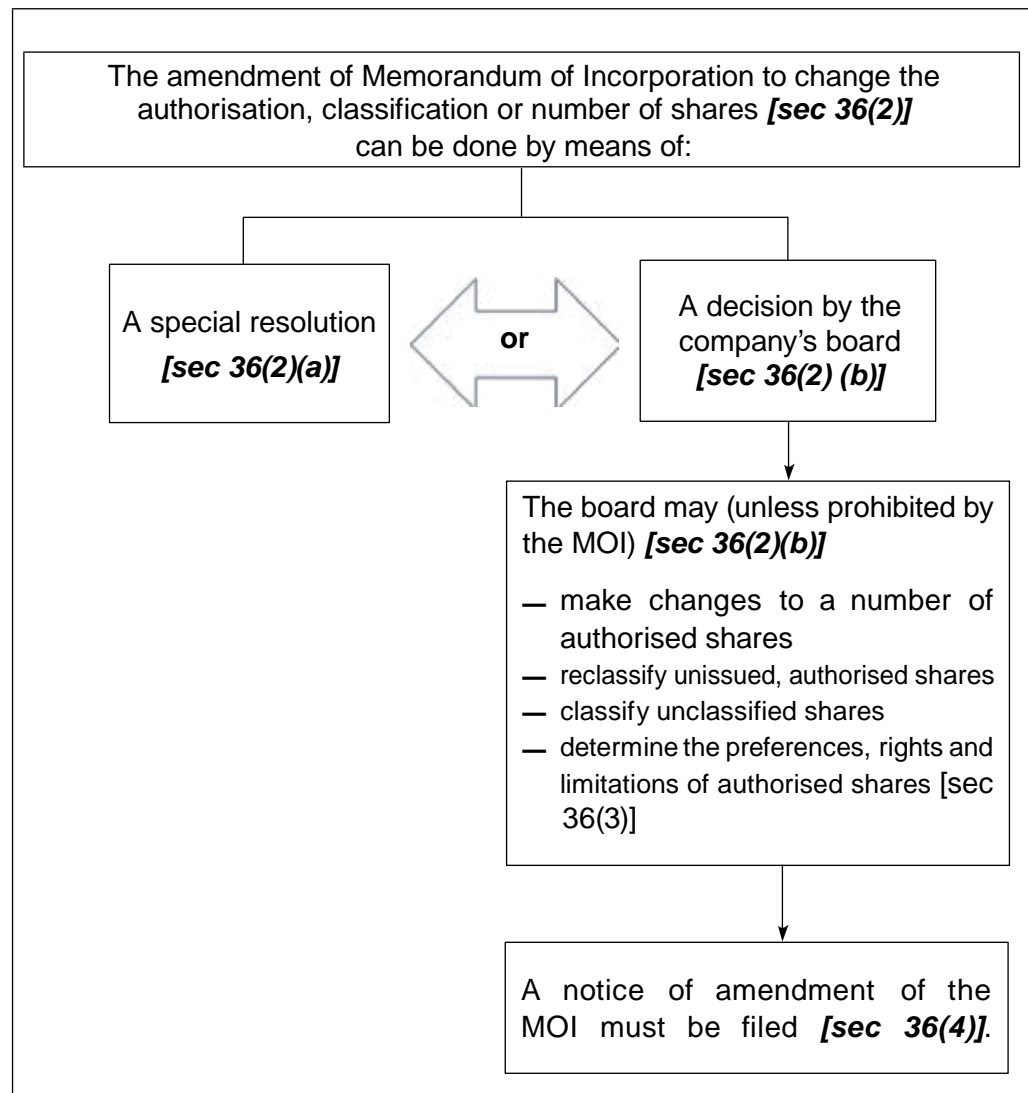 The amendment of Memorandum of Incorporation to change the
authorisation, classification or number of shares [sec 36(2)]
can be done by means of:
A special resolution
[sec 36(2)(a)]
or
A decision by the
company’s board
[sec 36(2) (b)]
The board may (unless prohibited by
the MOI) [sec 36(2)(b)]
— make changes to a number of
authorised shares
— reclassify unissued, authorised shares
— classify unclassified shares
— determine the preferences, rights and
limitations of authorised shares [sec
36(3)]
A notice of amendment of the
MOI must be filed [sec 36(4)].